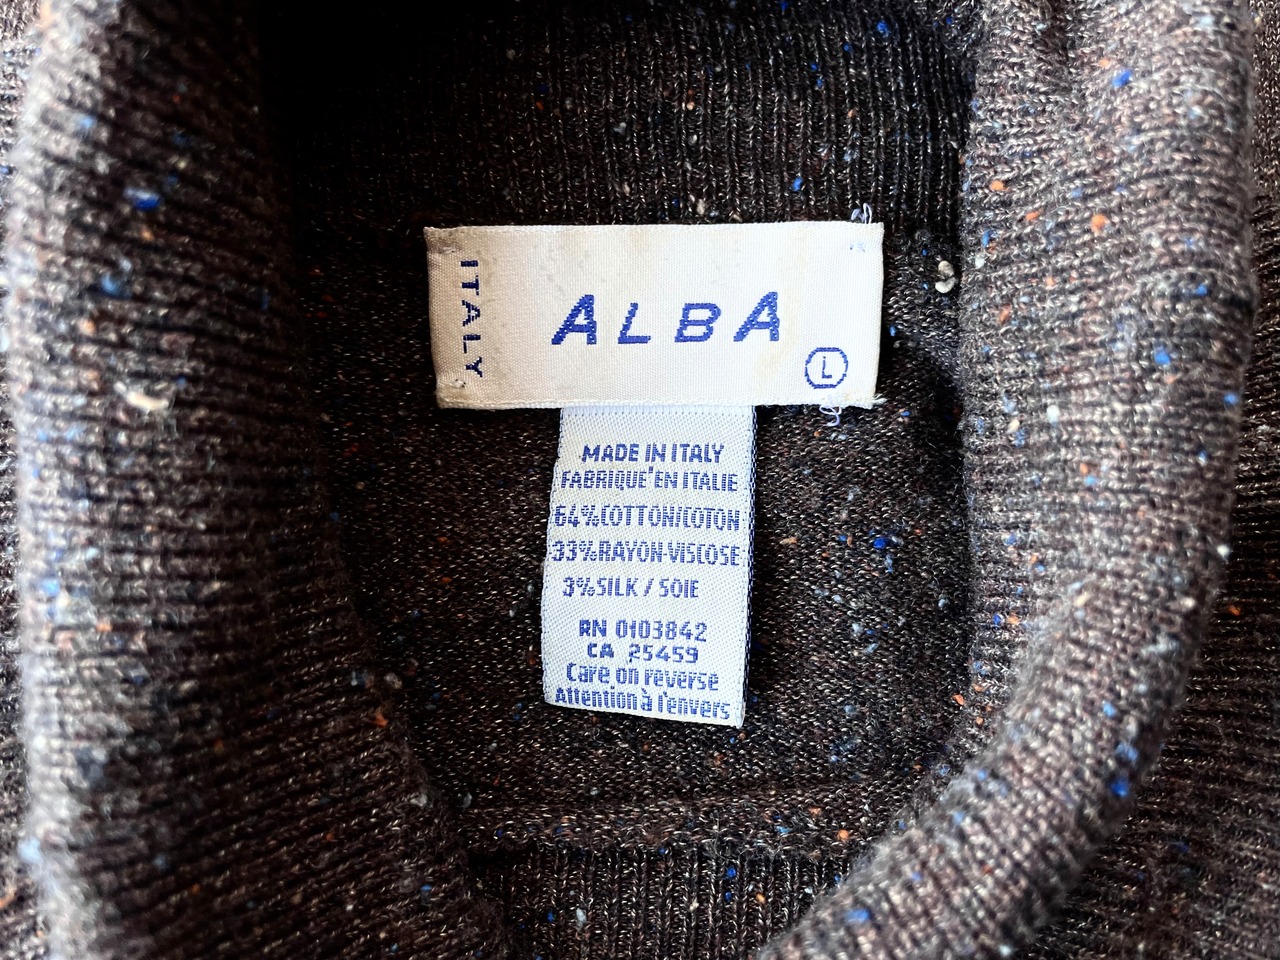 ITALY
ALBA
L
MADE IN ITALY
FABRIQUE'EN ITALIE
64%COTTON/COTON
33%RAYON-VISCOSE
3%SILK / SOIE
RN 0103842
CA 25459
Care on reverse
Attention à l'envers